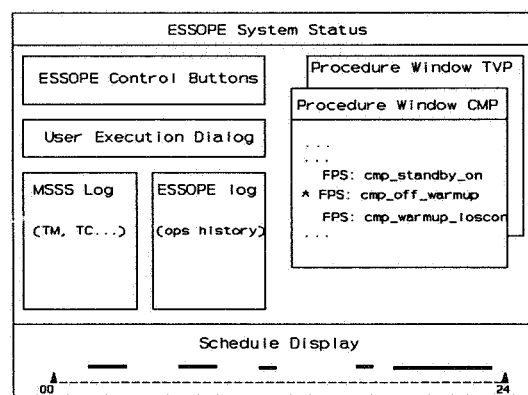 ESSOPE System Status
ESSOPE Control Buttons
User Execution Dialog
MSSS Log
(TM, TC...)
ESSOPE log
(ops history)
Procedure Window TVP
Procedure Window CMP
...
...
FPS: cmp_standby_on
* FPS: cmp_off_warmup
FPS: cmp_warmup_loscon
...
Schedule Display
00
24